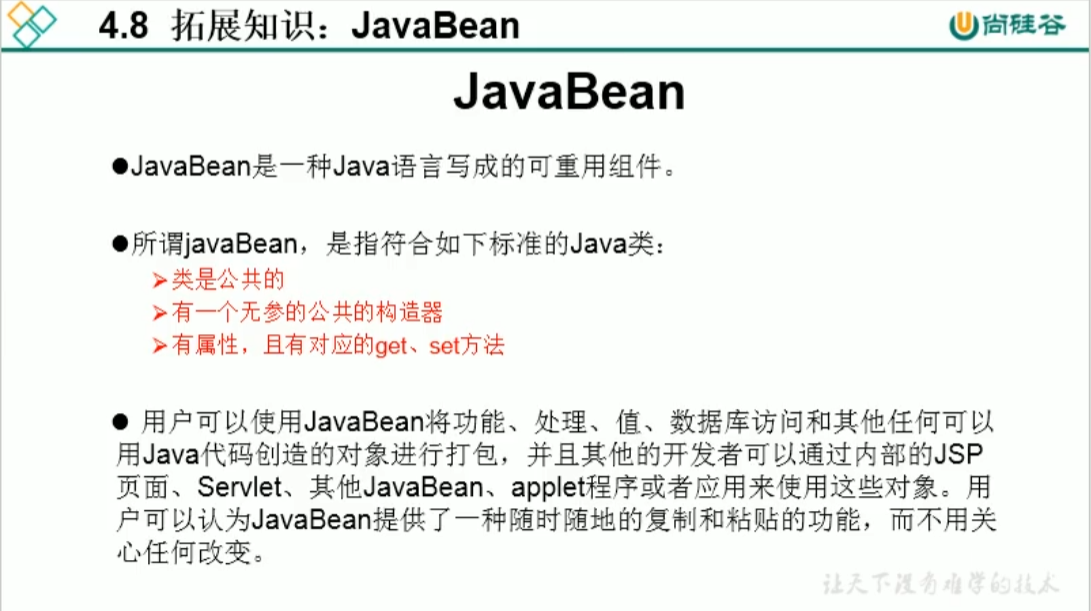 4.8 拓展知识：JavaBean
尚硅谷
JavaBean
●JavaBean是一种Java语言写成的可重用组件。
●所谓javaBean，是指符合如下标准的Java类：
➢类是公共的
➢有一个无参的公共的构造器
➢有属性，且有对应的get、set方法
● 用户可以使用JavaBean将功能、处理、值、数据库访问和其他任何可以
用Java代码创造的对象进行打包，并且其他的开发者可以通过内部的JSP
页面、Servlet、其他JavaBean、applet程序或者应用来使用这些对象。用
户可以认为JavaBean提供了一种随时随地的复制和粘贴的功能，而不用关
心任何改变。
让天下没有难学的技术